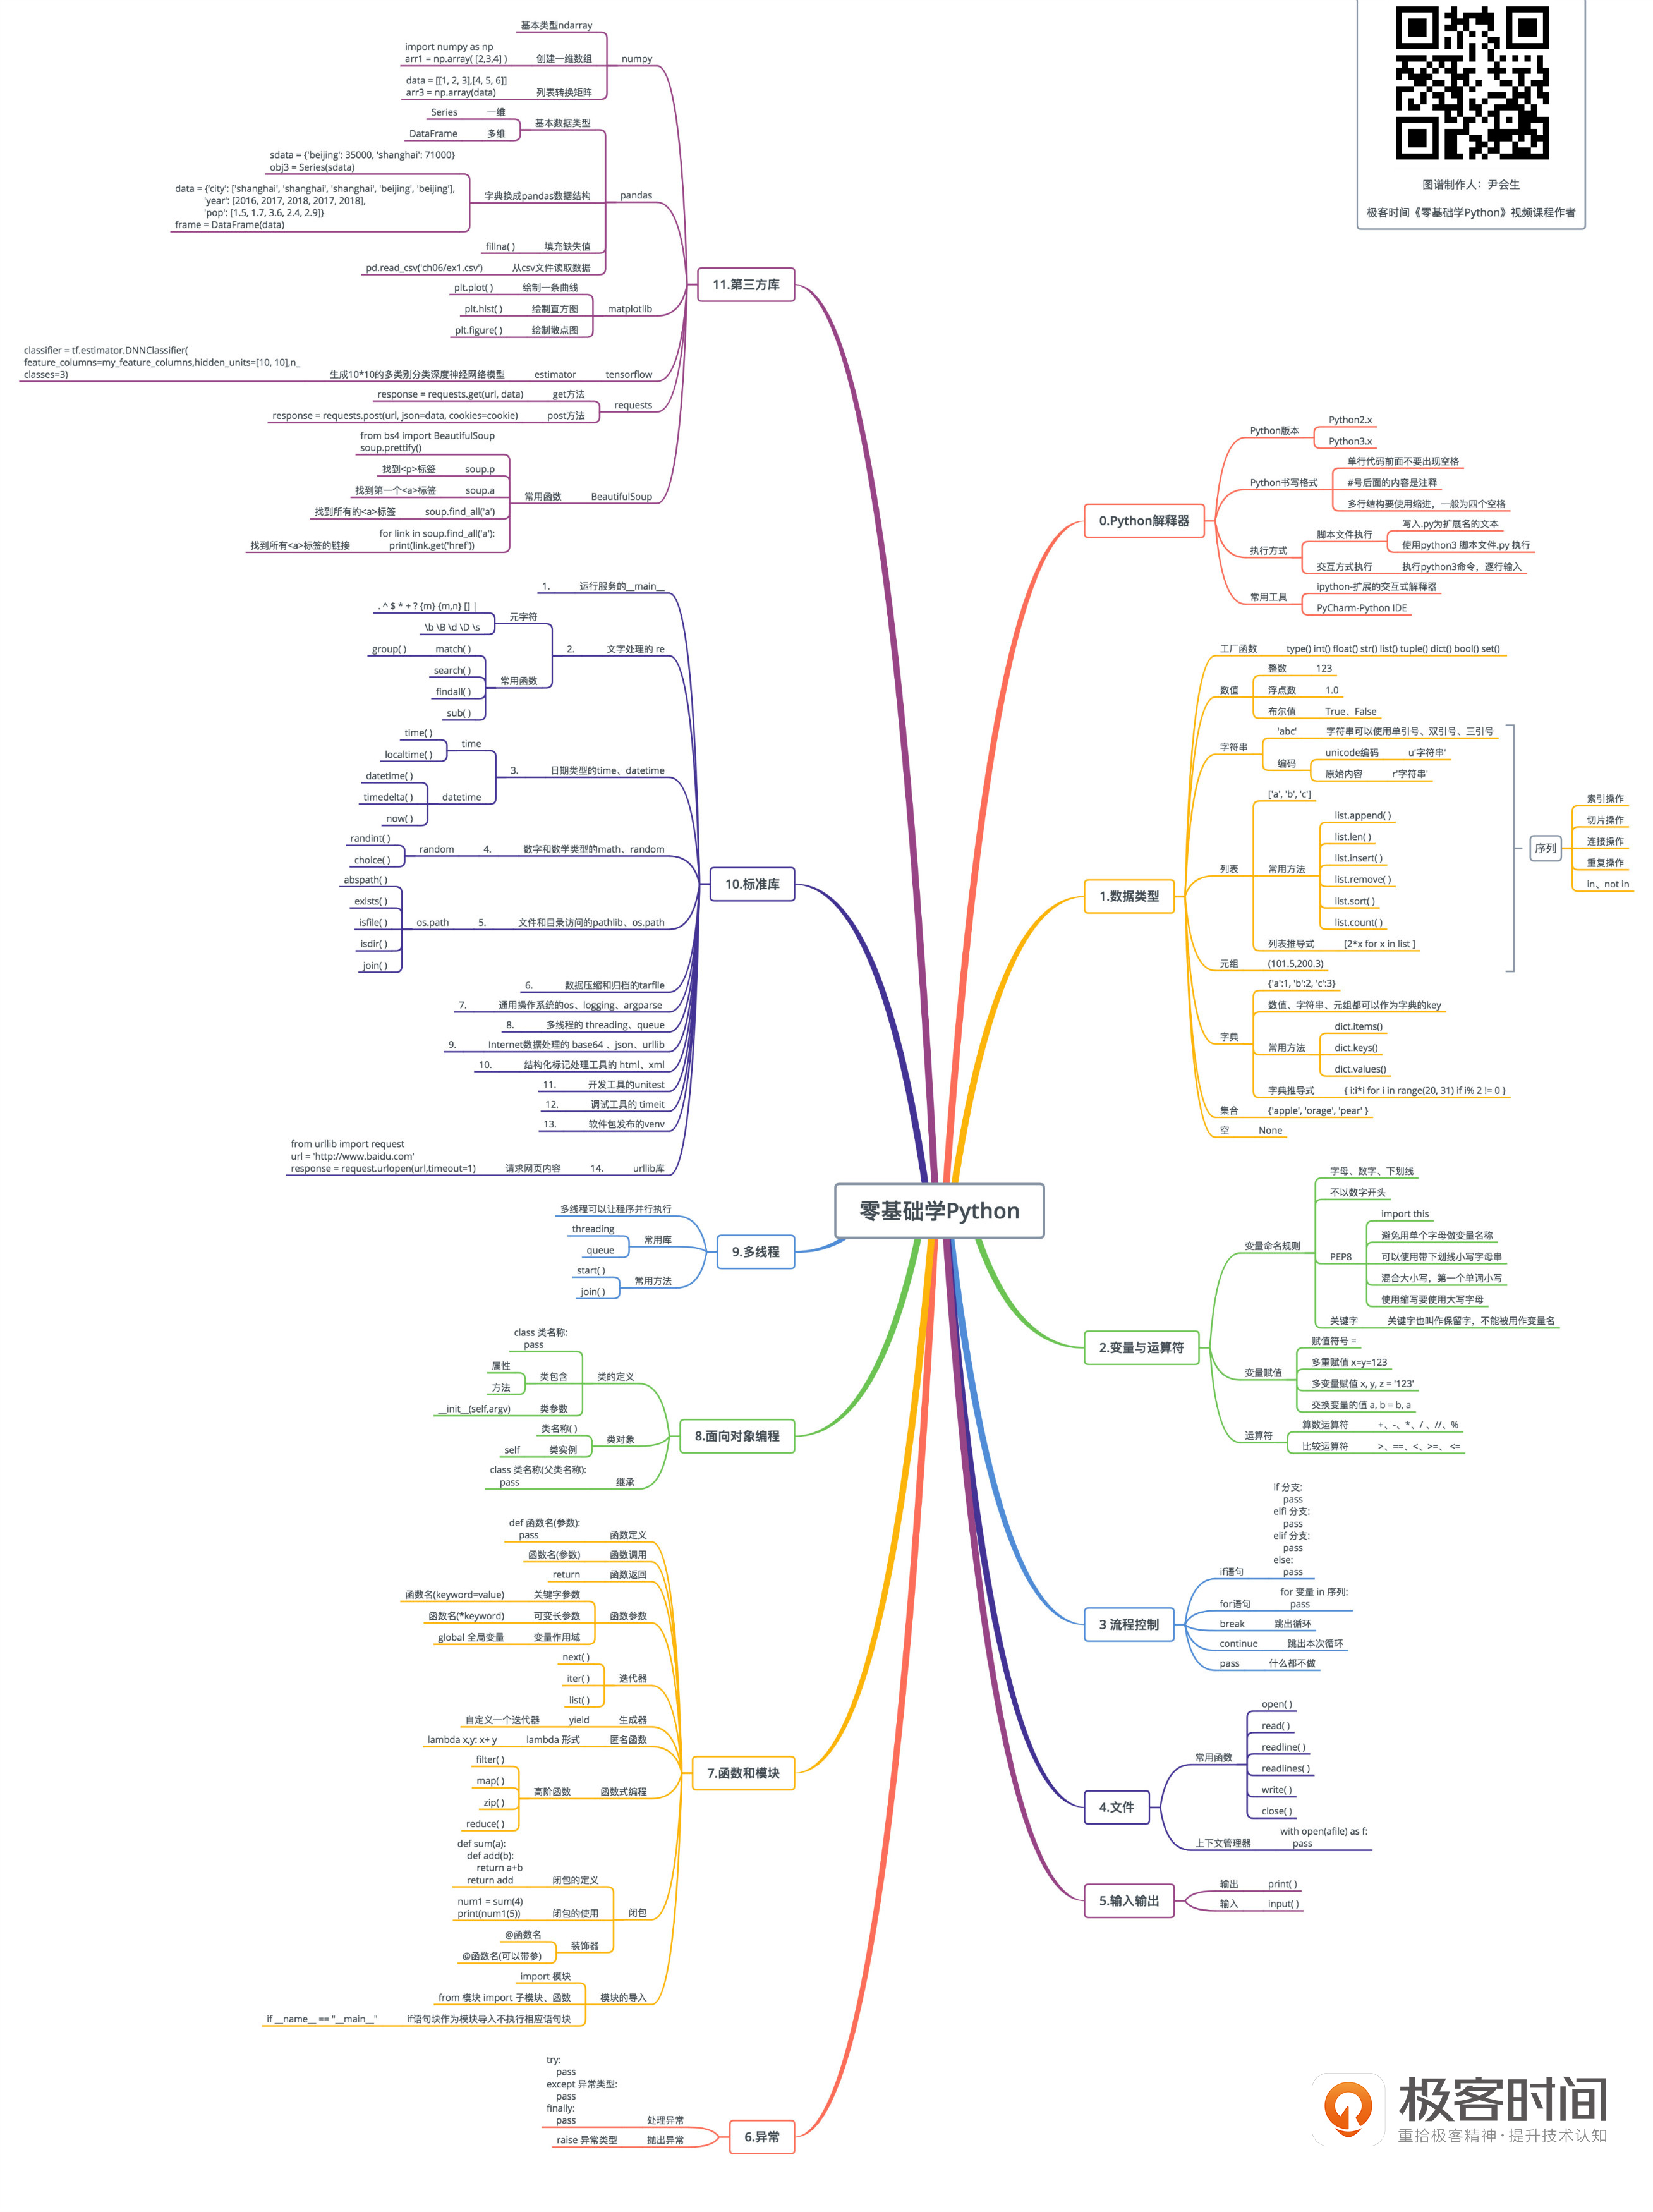 图谱制作人：尹会生
极客时间《零基础学Python》视频课程作者
零基础学Python
0.Python解释器
Python版本
Python2.x
Python3.x
Python书写格式
单行代码前面不要出现空格
#号后面的内容是注释
多行结构要使用缩进，一般为四个空格
执行方式
脚本文件执行
写入.py为扩展名的文本
使用python3 脚本文件.py 执行
交互方式执行
执行python3命令，逐行输入
常用工具
ipython-扩展的交互式解释器
PyCharm-Python IDE
1.数据类型
工厂函数
type() int() float() str() list() tuple() dict() bool() set()
数值
整数
123
浮点数
1.0
布尔值
True、False
字符串
'abc'
字符串可以使用单引号、双引号、三引号
编码
unicode编码
u'字符串'
原始内容
r'字符串'
列表
['a', 'b', 'c']
常用方法
list.append( )
list.len( )
list.insert( )
list.remove( )
list.sort( )
list.count( )
列表推导式
[2*x for x in list ]
元组
(101.5,200.3)
序列
索引操作
切片操作
连接操作
重复操作
in、not in
字典
{'a':1, 'b':2, 'c':3}
数值、字符串、元组都可以作为字典的key
常用方法
dict.items()
dict.keys()
dict.values()
字典推导式
{ i:i*i for i in range(20, 31) if i% 2 != 0 }
集合
{'apple', 'orage', 'pear' }
空
None
2.变量与运算符
变量命名规则
字母、数字、下划线
不以数字开头
PEP8
import this
避免用单个字母做变量名称
可以使用带下划线小写字母串
混合大小写，第一个单词小写
使用缩写要使用大写字母
关键字
关键字也叫作保留字，不能被用作变量名
变量赋值
赋值符号 =
多重赋值 x=y=123
多变量赋值 x, y, z = '123'
交换变量的值 a, b = b, a
运算符
算数运算符
+、-、*、/ 、//、%
比较运算符
>、==、<、>=、 <=
3 流程控制
if语句
if 分支:
pass
elfi 分支:
pass
elif 分支:
pass
else:
pass
for语句
for 变量 in 序列:
pass
break
跳出循环
continue
跳出本次循环
pass
什么都不做
4.文件
常用函数
open( )
read( )
readline( )
readlines( )
write( )
close( )
上下文管理器
with open(afile) as f:
pass
5.输入输出
输出
print( )
输入
input( )
6.异常
处理异常
try:
pass
except 异常类型:
pass
finally:
pass
抛出异常
raise 异常类型
7.函数和模块
函数定义
def 函数名(参数):
pass
函数调用
函数名(参数)
函数返回
return
函数参数
关键字参数
函数名(keyword=value)
可变长参数
函数名(*keyword)
变量作用域
global 全局变量
迭代器
next( )
iter( )
list( )
生成器
yield
自定义一个迭代器
匿名函数
lambda 形式
lambda x,y: x+ y
函数式编程
高阶函数
filter( )
map( )
zip( )
reduce( )
闭包
闭包的定义
def sum(a):
def add(b):
return a+b
return add
闭包的使用
num1 = sum(4)
print(num1(5))
装饰器
@函数名
@函数名(可以带参)
模块的导入
import 模块
from 模块 import 子模块、函数
if语句块作为模块导入不执行相应语句块
if __name__ == "__main__"
8.面向对象编程
类的定义
class 类名称:
pass
类包含
属性
方法
类参数
__init__(self,argv)
类对象
类名称( )
类实例
self
继承
class 类名称(父类名称):
pass
9.多线程
多线程可以让程序并行执行
常用库
threading
queue
常用方法
start( )
join( )
10.标准库
1.
运行服务的__main__
2.
文字处理的 re
元字符
. ^ $ * + ? {m} {m,n} [] |
\b \B \d \D \s
常用函数
match( )
group( )
search( )
findall( )
sub( )
3.
日期类型的time、datetime
time
time( )
localtime( )
datetime
datetime( )
timedelta( )
now( )
4.
数字和数学类型的math、random
random
randint( )
choice( )
5.
文件和目录访问的pathlib、os.path
os.path
abspath( )
exists( )
isfile( )
isdir( )
join( )
6.
数据压缩和归档的tarfile
7.
通用操作系统的os、logging、argparse
8.
多线程的 threading、queue
9.
Internet数据处理的 base64 、json、urllib
10.
结构化标记处理工具的 html、xml
11.
开发工具的unitest
12.
调试工具的 timeit
13.
软件包发布的venv
14.
urllib库
请求网页内容
from urllib import request
url = 'http://www.baidu.com'
response = request.urlopen(url,timeout=1)
11.第三方库
numpy
基本类型ndarray
创建一维数组
import numpy as np
arr1 = np.array( [2,3,4] )
列表转换矩阵
data = [[1, 2, 3],[4, 5, 6]]
arr3 = np.array(data)
pandas
基本数据类型
一维
Series
多维
DataFrame
字典换成pandas数据结构
sdata = {'beijing': 35000, 'shanghai': 71000}
obj3 = Series(sdata)
data = {'city': ['shanghai', 'shanghai', 'shanghai', 'beijing', 'beijing'],
'year': [2016, 2017, 2018, 2017, 2018],
'pop': [1.5, 1.7, 3.6, 2.4, 2.9]}
frame = DataFrame(data)
填充缺失值
fillna( )
从csv文件读取数据
pd.read_csv('ch06/ex1.csv')
matplotlib
绘制一条曲线
plt.plot( )
绘制直方图
plt.hist( )
绘制散点图
plt.figure( )
tensorflow
estimator
生成10*10的多类别分类深度神经网络模型
classifier = tf.estimator.DNNClassifier(
feature_columns=my_feature_columns,hidden_units=[10, 10],n_
classes=3)
requests
get方法
response = requests.get(url, data)
post方法
response = requests.post(url, json=data, cookies=cookie)
BeautifulSoup
常用函数
from bs4 import BeautifulSoup
soup.prettify()
soup.p
找到<p>标签
soup.a
找到第一个<a>标签
soup.find_all('a')
找到所有的<a>标签
for link in soup.find_all('a'):
print(link.get('href'))
找到所有<a>标签的链接
极客时间
重拾极客精神·提升技术认知